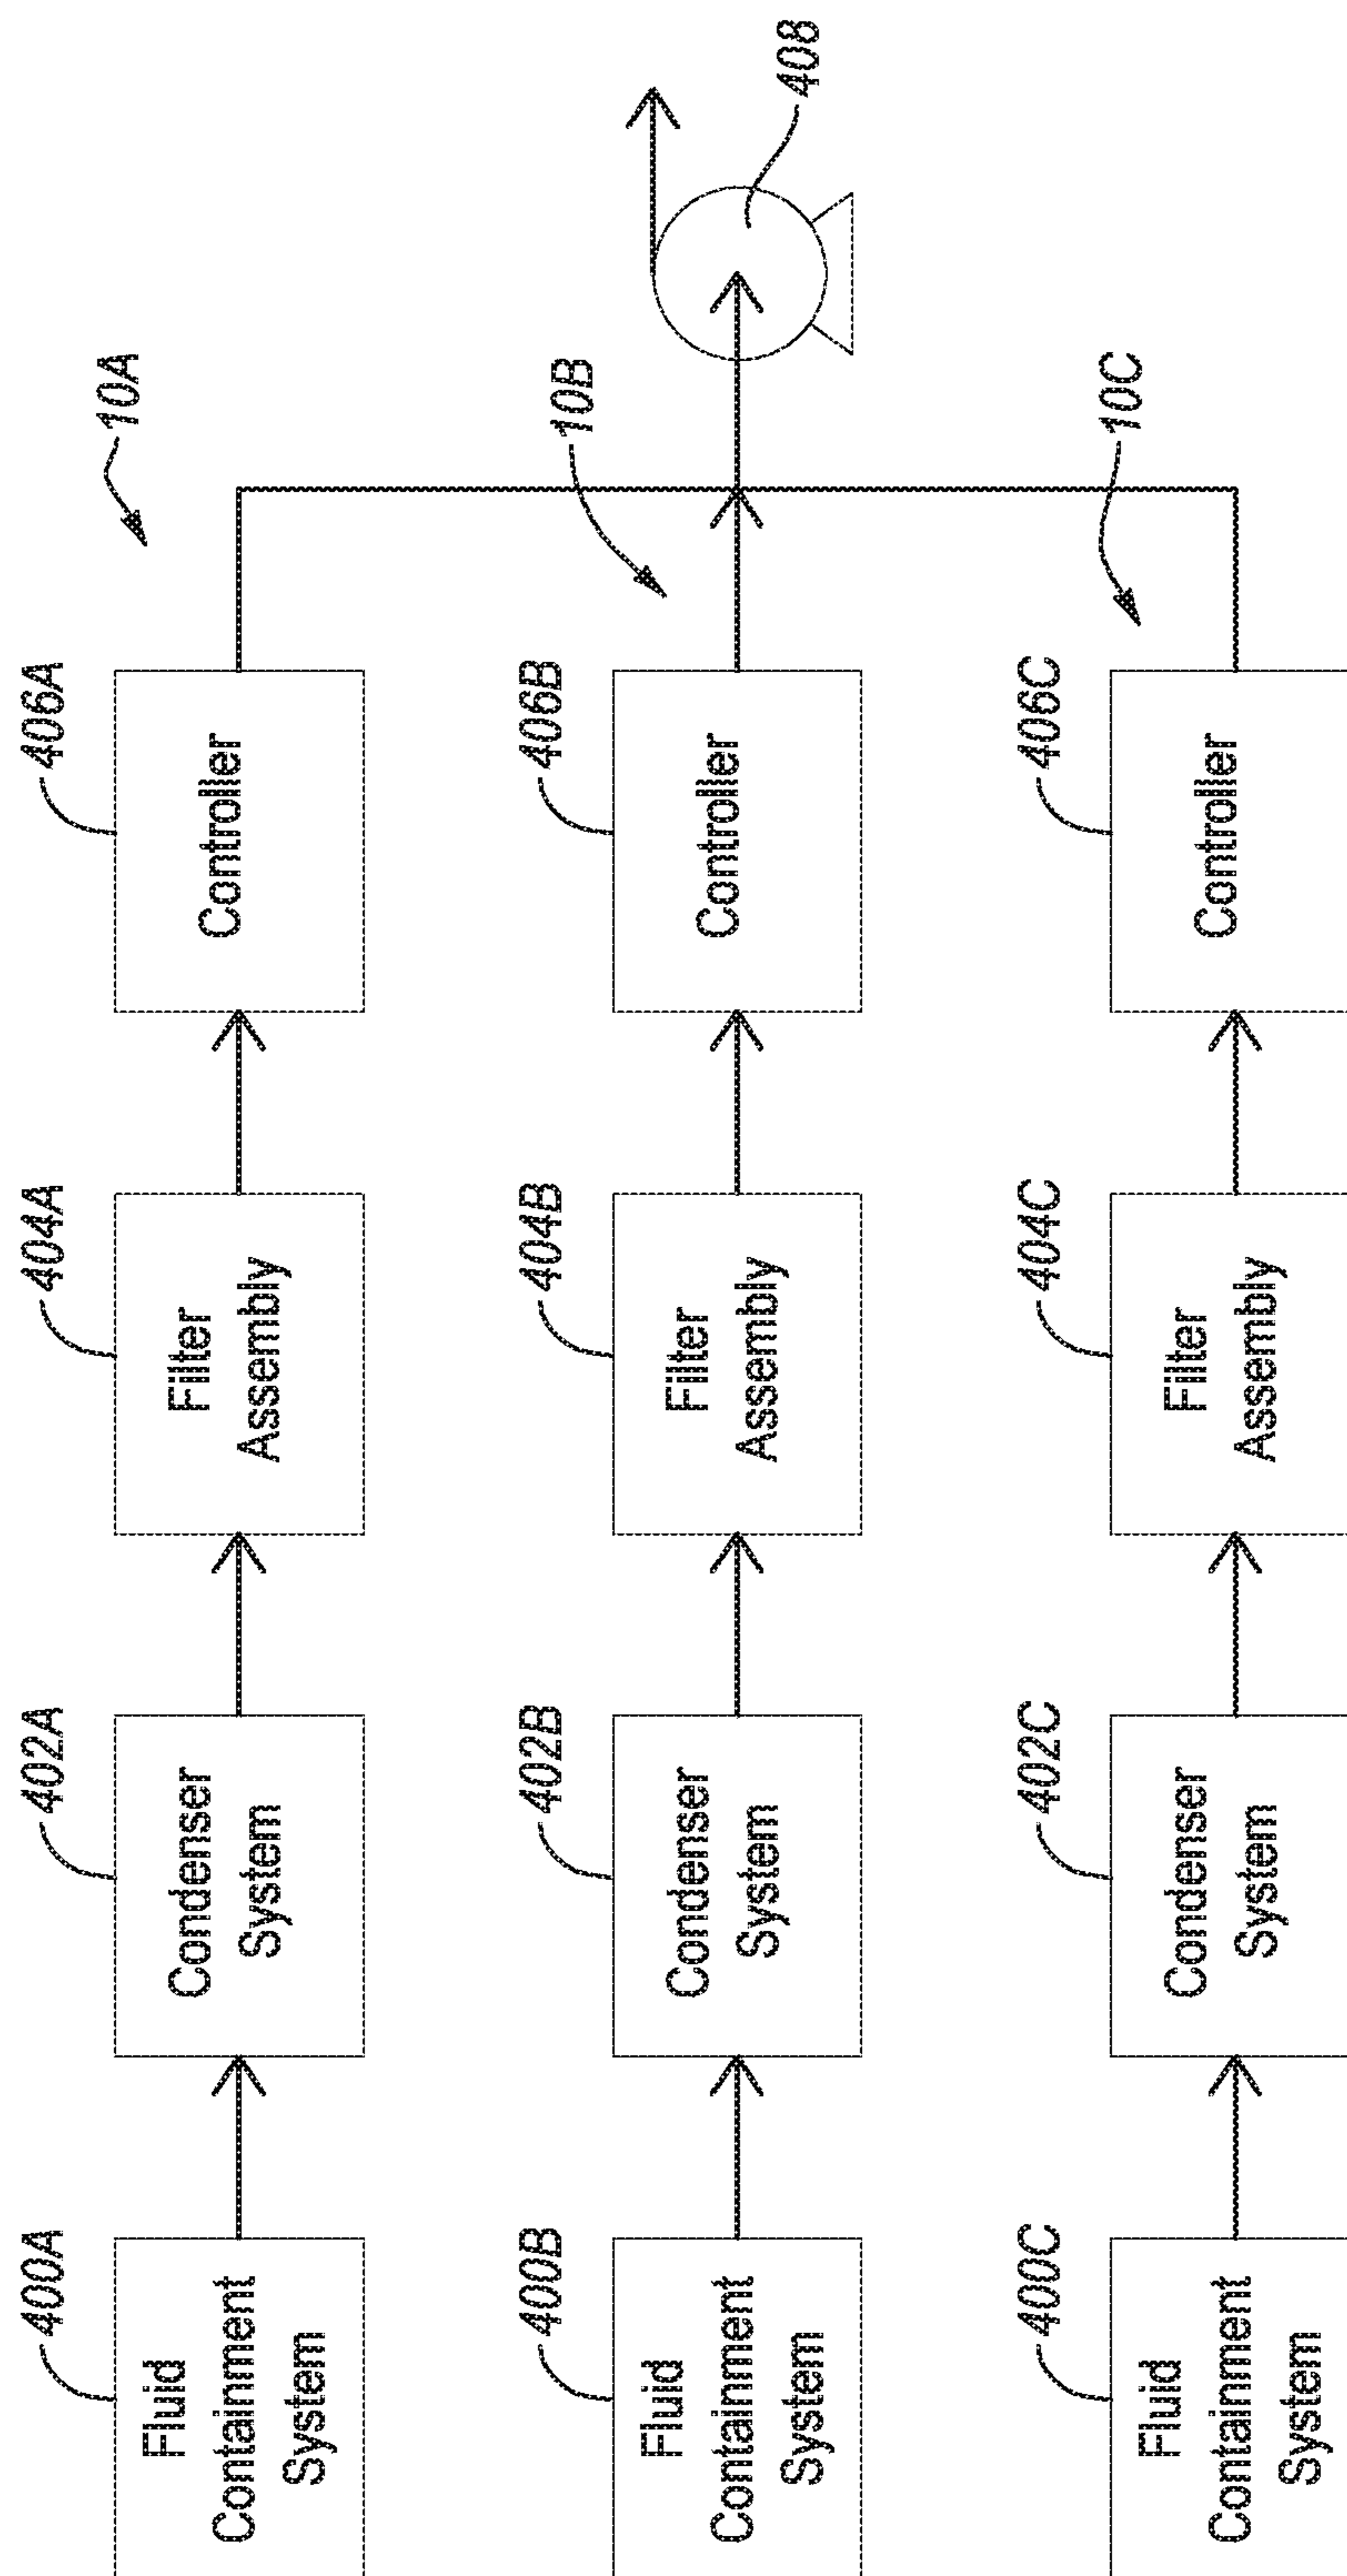 400A
Fluid
Containment
System
402A
Condenser
System
404A
Filter
Assembly
406A
Controller
10A
400B
Fluid
Containment
System
402B
Condenser
System
404B
Filter
Assembly
406B
Controller
10B
408
400C
Fluid
Containment
System
402C
Condenser
System
404C
Filter
Assembly
406C
Controller
10C